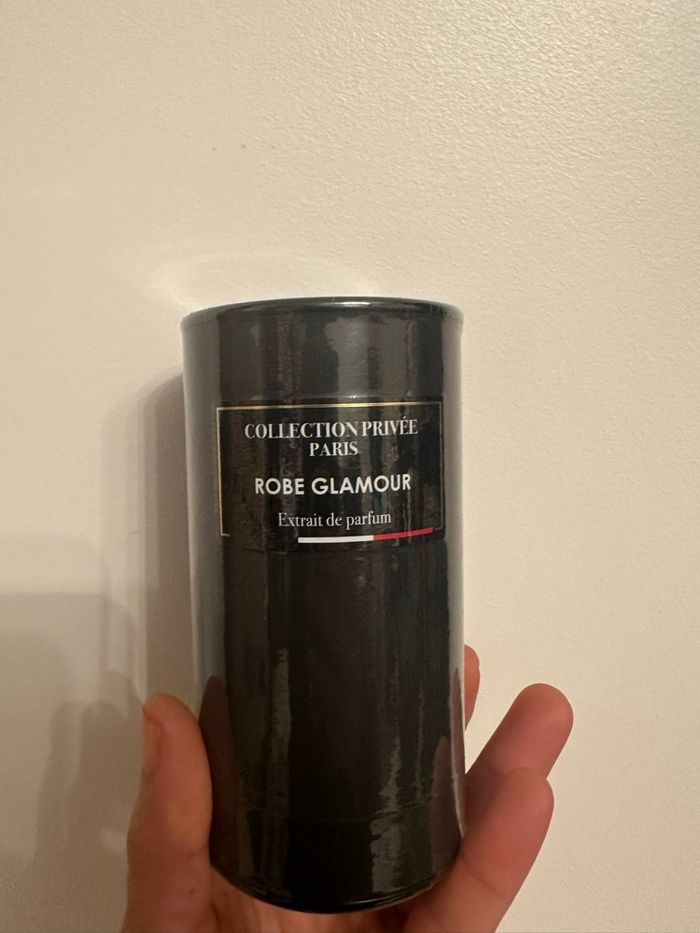 COLLECTION PRIVÉE
PARIS
ROBE GLAMOUR
Extrait de parfum